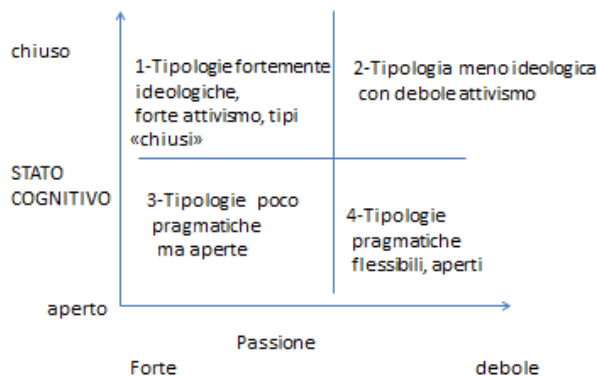 chiuso
1-Tipologie fortemente
ideologiche,
forte attivismo, tipi
«chiusi»
2-Tipologia meno ideologica
con debole attivismo
STATO
COGNITIVO
3-Tipologie poco
pragmatiche
ma aperte
4-Tipologie
pragmatiche
flessibili, aperti
aperto
Passione
Forte
debole